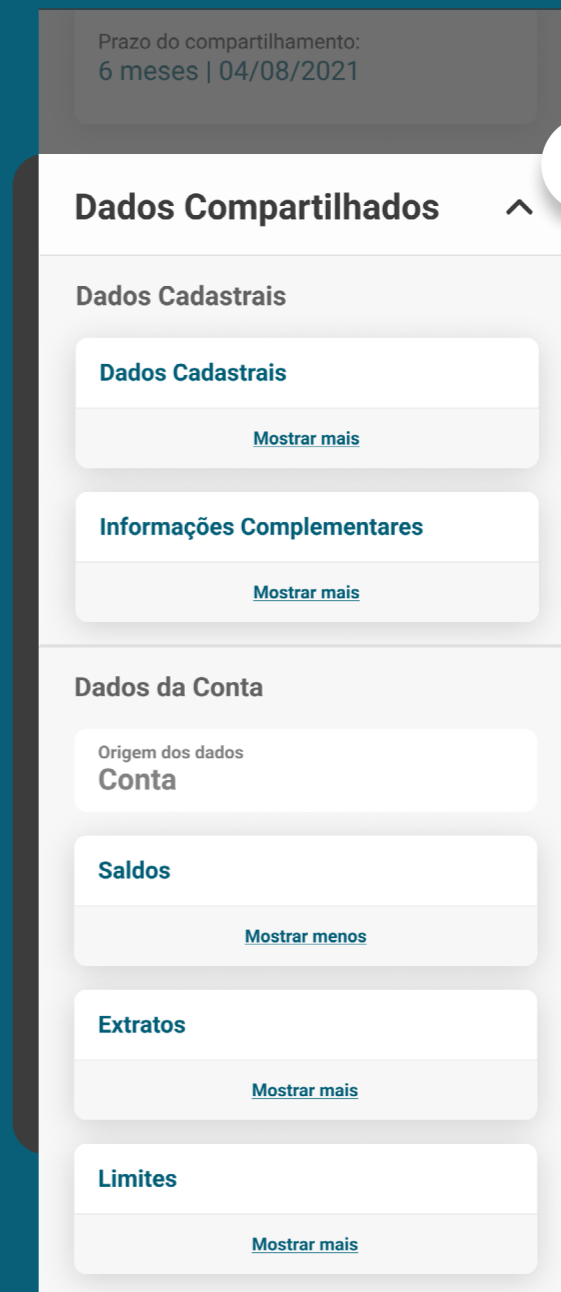 Prazo do compartilhamento:
6 meses | 04/08/2021
Dados Compartilhados
Dados Cadastrais
Dados Cadastrais
Mostrar mais
Informações Complementares
Mostrar mais
Dados da Conta
Origem dos dados
Conta
Saldos
Mostrar menos
Extratos
Mostrar mais
Limites
Mostrar mais